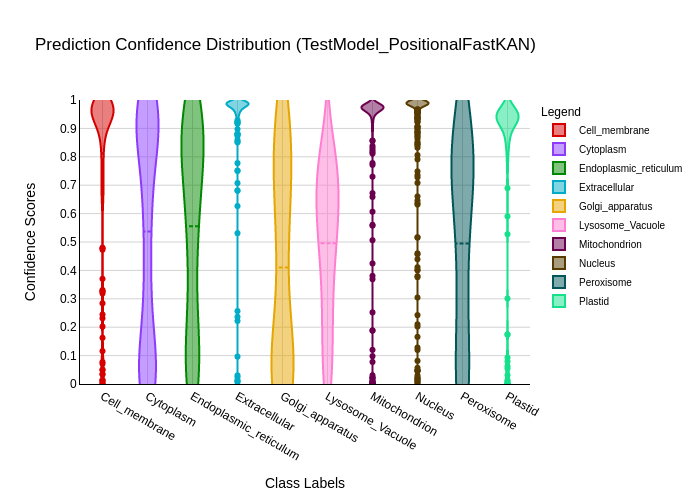 Prediction Confidence Distribution (TestModel_PositionalFastKAN)
Confidence Scores
1
0.9
0.8
0.7
0.6
0.5
0.4
0.3
0.2
0.1
0
Cell_membrane
Cytoplasm
Endoplasmic_reticulum
Extracellular
Golgi_apparatus
Lysosome_Vacuole
Mitochondrion
Nucleus
Peroxisome
Plastid
Class Labels
Legend
Cell_membrane
Cytoplasm
Endoplasmic_reticulum
Extracellular
Golgi_apparatus
Lysosome_Vacuole
Mitochondrion
Nucleus
Peroxisome
Plastid